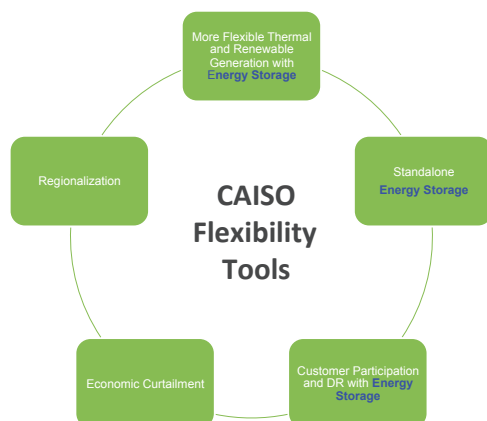 More Flexible Thermal
and Renewable
Generation with
Energy Storage
Standalone
Energy Storage
Regionalization
CAISO
Flexibility
Tools
Economic Curtailment
Customer Participation
and DR with Energy
Storage